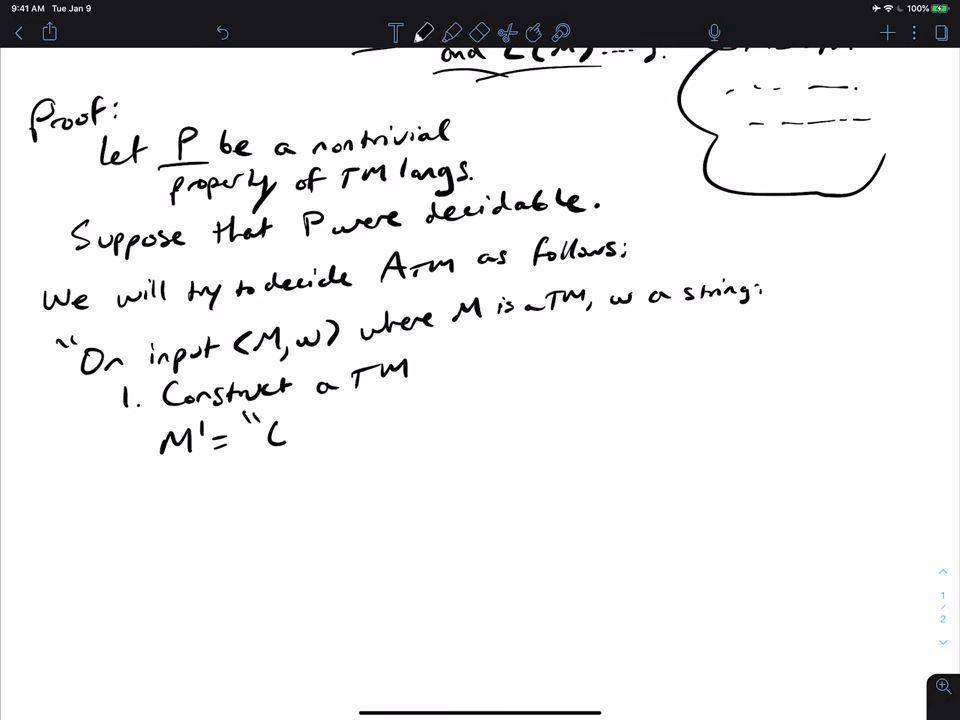 9:41 AM Tue Jan 9
100%
and L(M)
Proof:
Let P be a nontrivial
property of TM langs.
Suppose that P were decidable.
We will try to decide ATM as follows:
"On input ⟨M, w⟩ where M is a TM, w a string:
1. Construct a TM
M' = "C
1
/
2